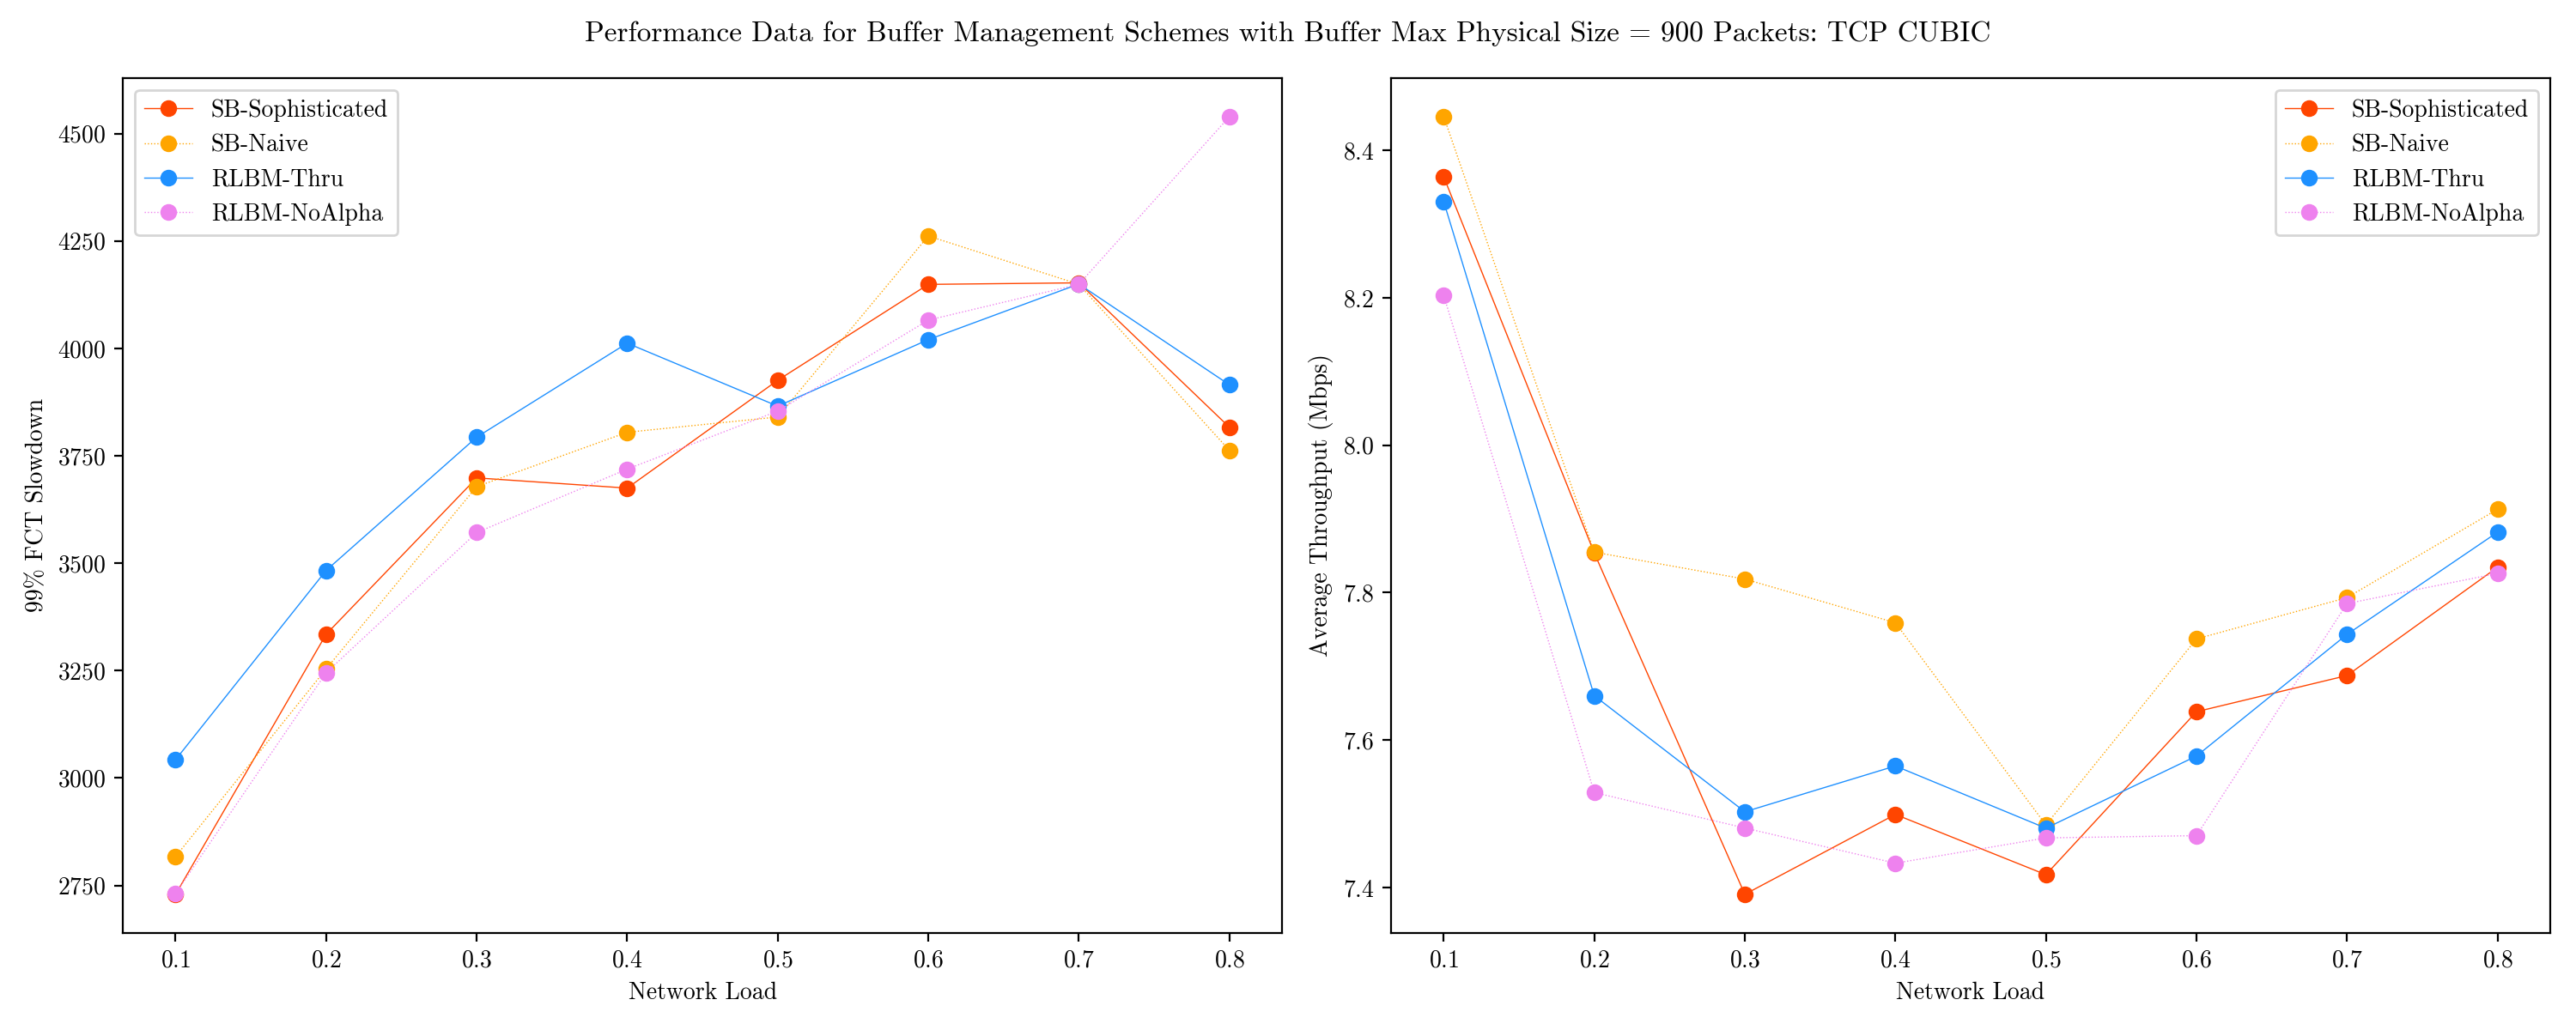 Performance Data for Buffer Management Schemes with Buffer Max Physical Size = 900 Packets: TCP CUBIC
SB-Sophisticated
SB-Naive
RLBM-Thru
RLBM-NoAlpha
99% FCT Slowdown
4500
4250
4000
3750
3500
3250
3000
2750
0.1 0.2 0.3 0.4 0.5 0.6 0.7 0.8
Network Load
SB-Sophisticated
SB-Naive
RLBM-Thru
RLBM-NoAlpha
Average Throughput (Mbps)
8.4
8.2
8.0
7.8
7.6
7.4
0.1 0.2 0.3 0.4 0.5 0.6 0.7 0.8
Network Load